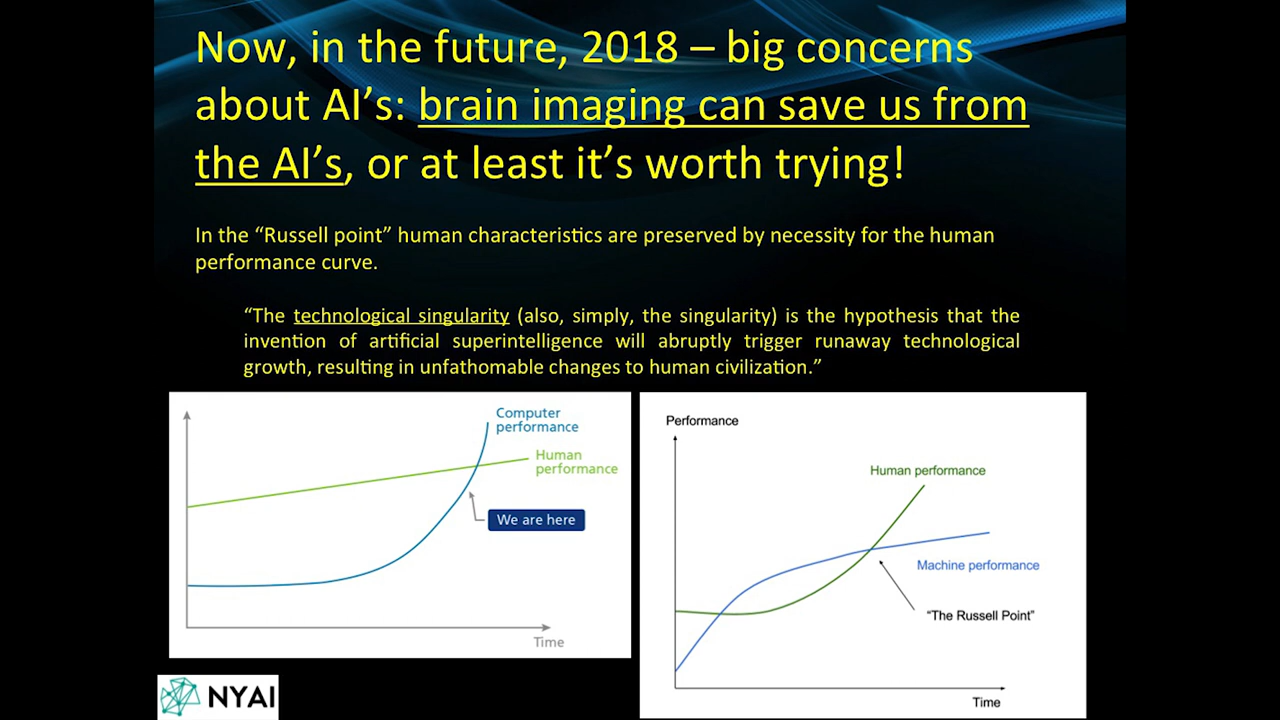 Now, in the future, 2018 – big concerns
about AI’s: brain imaging can save us from
the AI’s, or at least it’s worth trying!
In the “Russell point” human characteristics are preserved by necessity for the human
performance curve.
“The technological singularity (also, simply, the singularity) is the hypothesis that the
invention of artificial superintelligence will abruptly trigger runaway technological
growth, resulting in unfathomable changes to human civilization.”
Computer
performance
Human
performance
We are here
Time
Performance
Human performance
Machine performance
“The Russell Point”
Time
NYAI